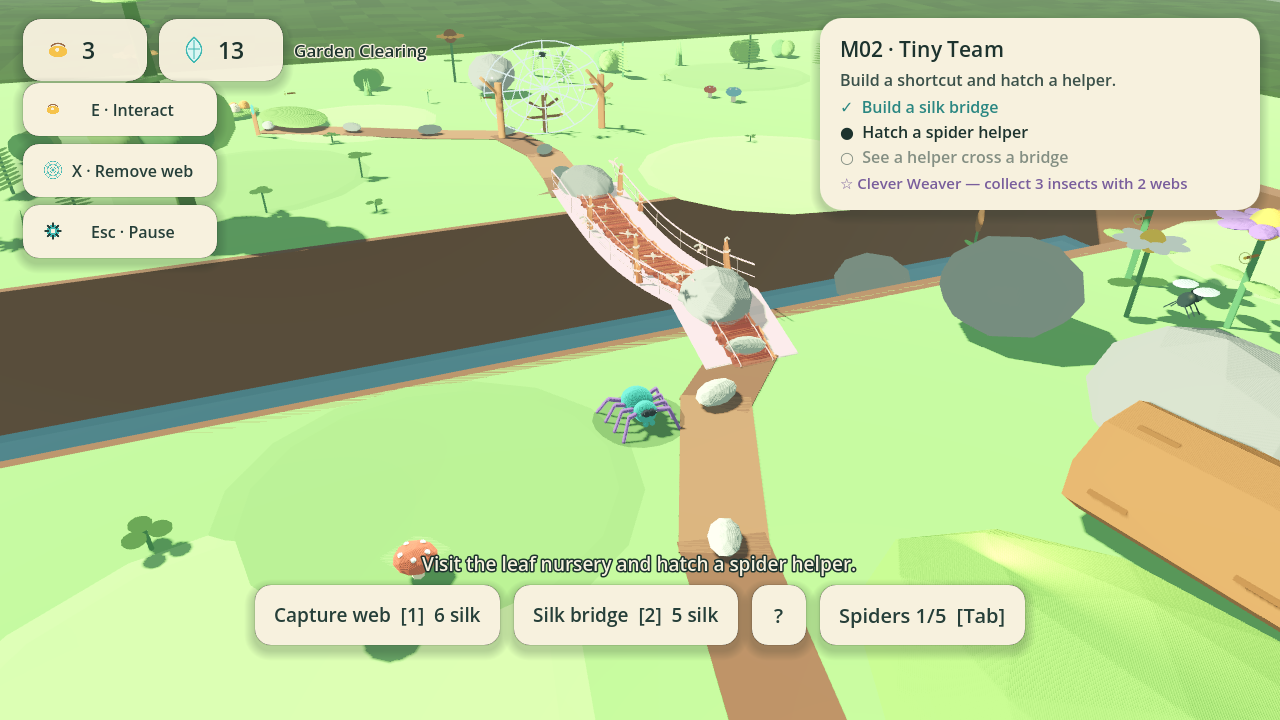 3
13
Garden Clearing
E · Interact
X · Remove web
Esc · Pause
M02 · Tiny Team
Build a shortcut and hatch a helper.
✓ Build a silk bridge
● Hatch a spider helper
○ See a helper cross a bridge
☆ Clever Weaver — collect 3 insects with 2 webs
Visit the leaf nursery and hatch a spider helper.
Capture web [1] 6 silk
Silk bridge [2] 5 silk
?
Spiders 1/5 [Tab]